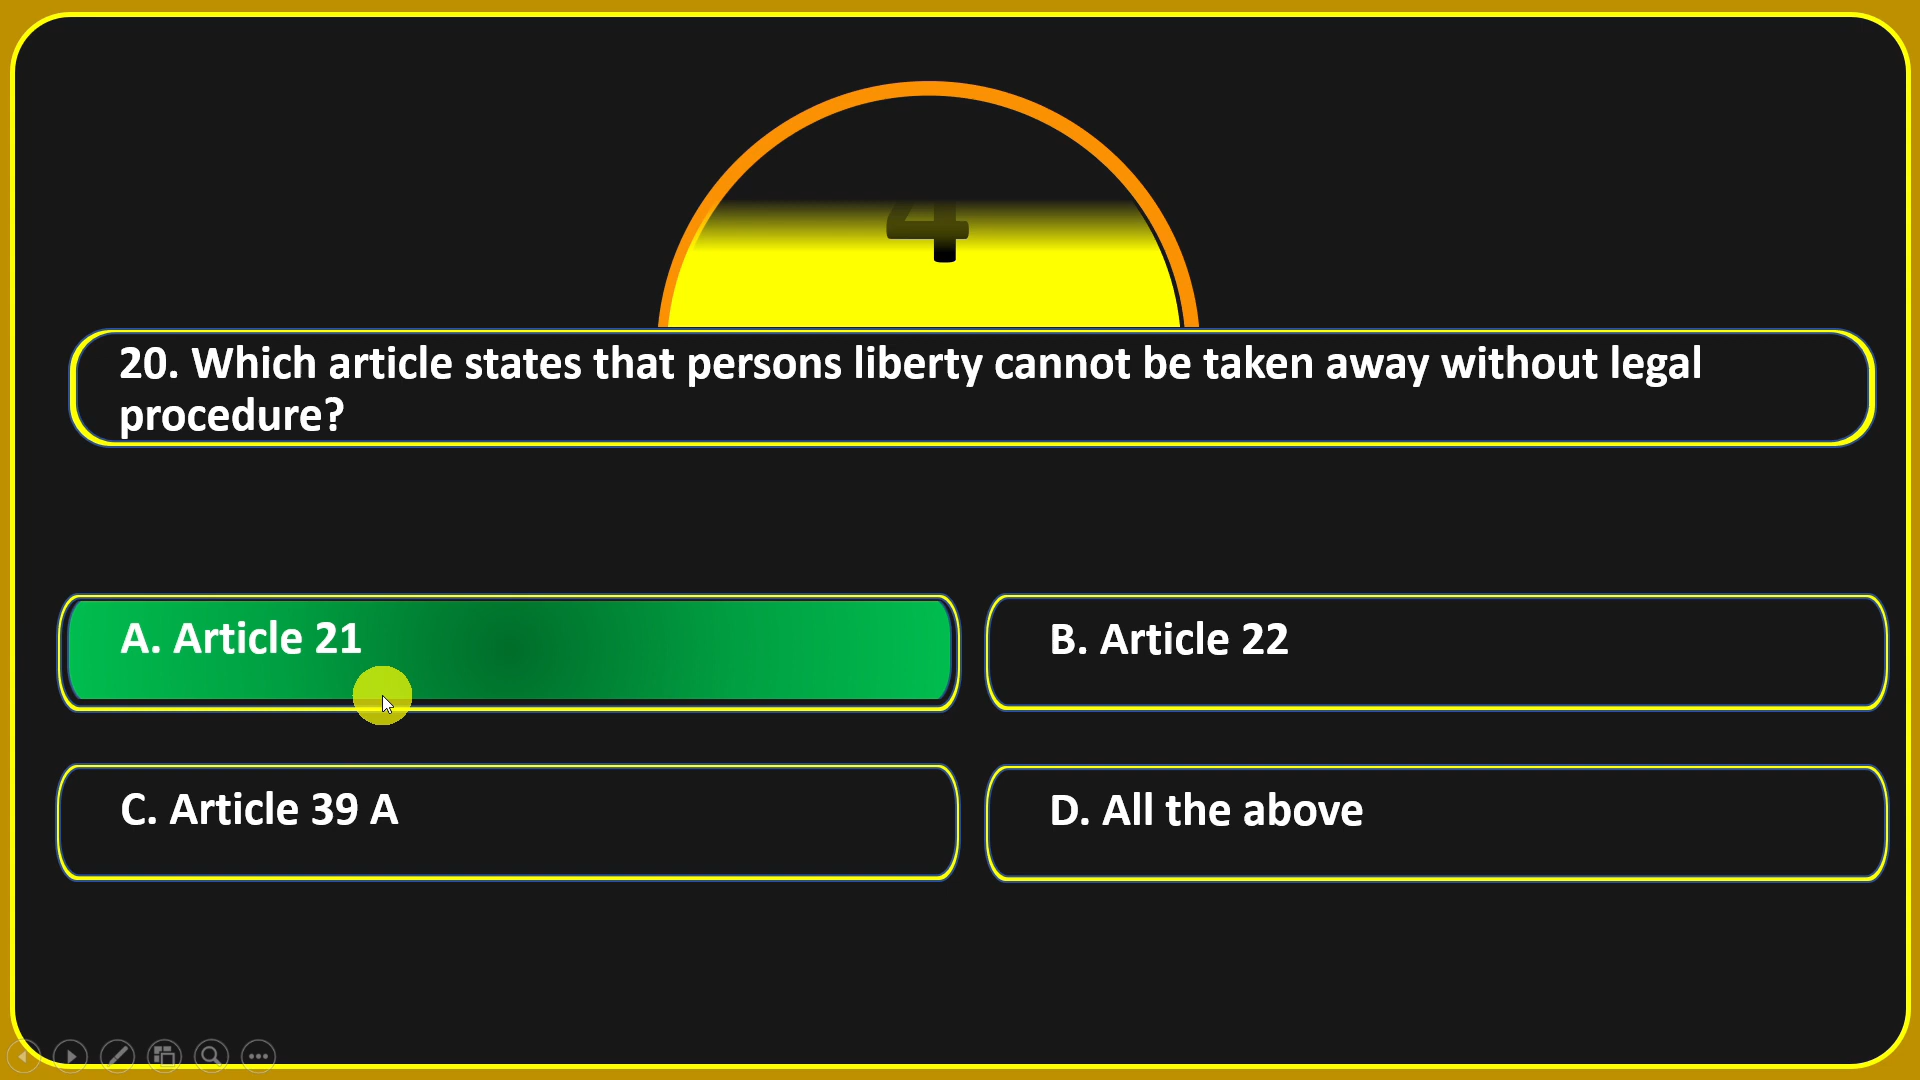 4
20. Which article states that persons liberty cannot be taken away without legal
procedure?
A. Article 21
B. Article 22
C. Article 39 A
D. All the above